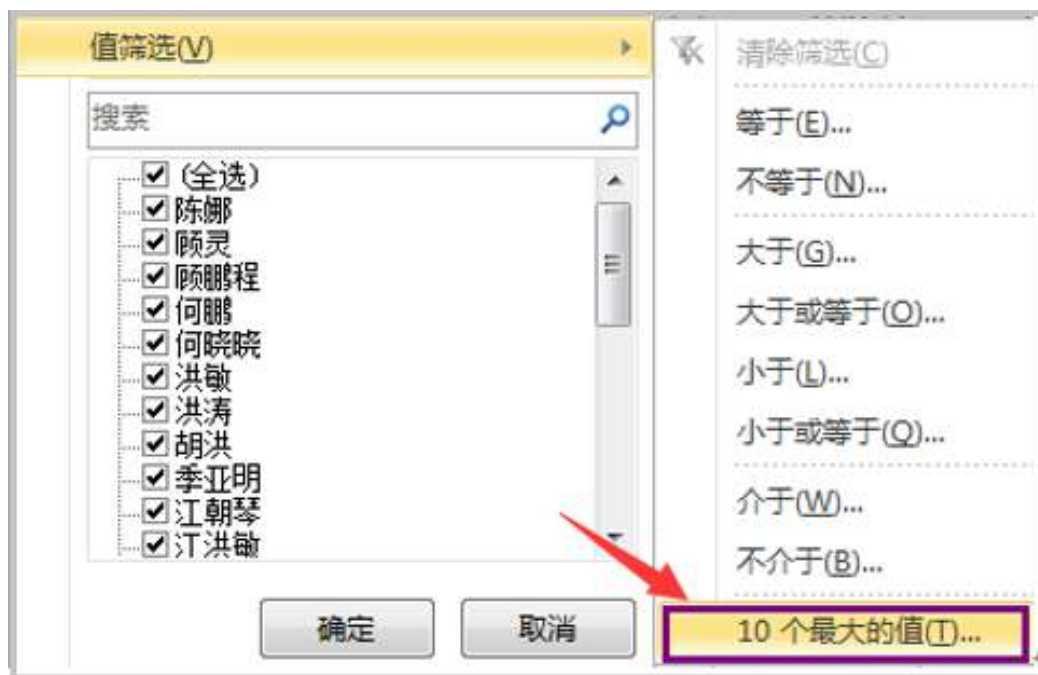 值筛选(V)
搜索
(全选)
陈娜
顾灵
顾鹏程
何鹏
何晓晓
洪敏
洪涛
胡洪
季亚明
江朝琴
江洪敏
确定
取消
清除筛选(C)
等于(E)...
不等于(N)...
大于(G)...
大于或等于(O)...
小于(L)...
小于或等于(Q)...
介于(W)...
不介于(B)...
10 个最大的值(T)...